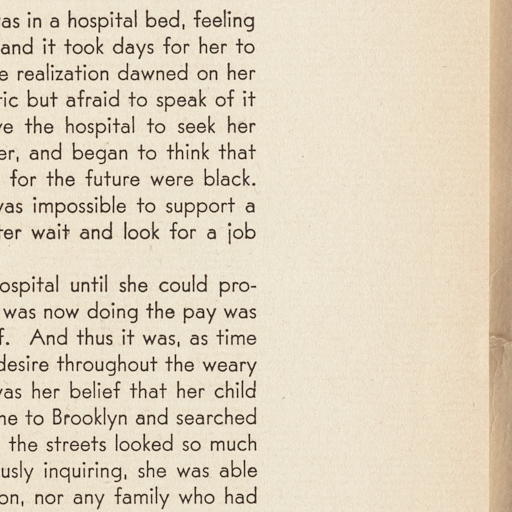 as in a hospital bed, feeling
and it took days for her to
e realization dawned on her
tic but afraid to speak of it
ve the hospital to seek her
er, and began to think that
for the future were black.
vas impossible to support a
ter wait and look for a job
ospital until she could pro-
was now doing the pay was
f. And thus it was, as time
desire throughout the weary
vas her belief that her child
ne to Brooklyn and searched
the streets looked so much
usly inquiring, she was able
on, nor any family who had